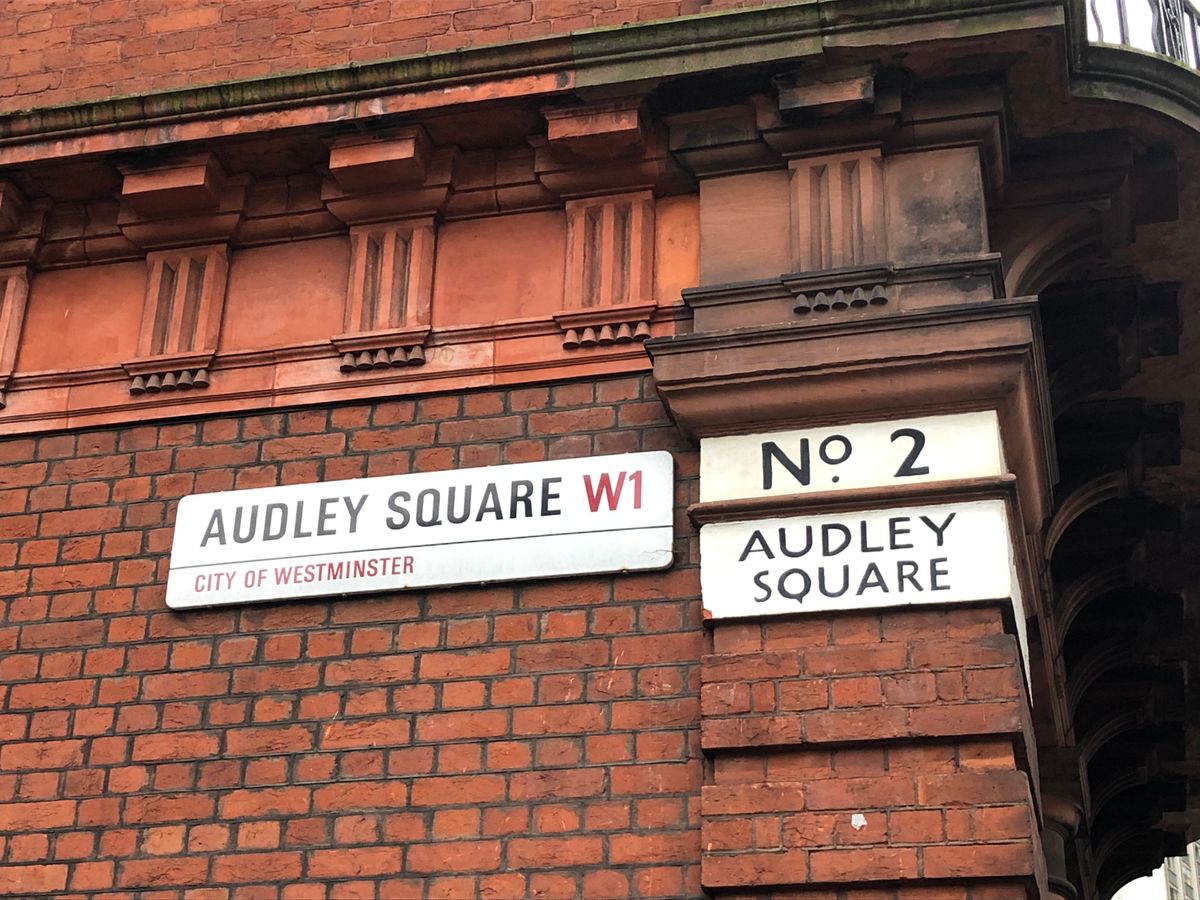 AUDLEY SQUARE W1
CITY OF WESTMINSTER
Nº. 2
AUDLEY
SQUARE